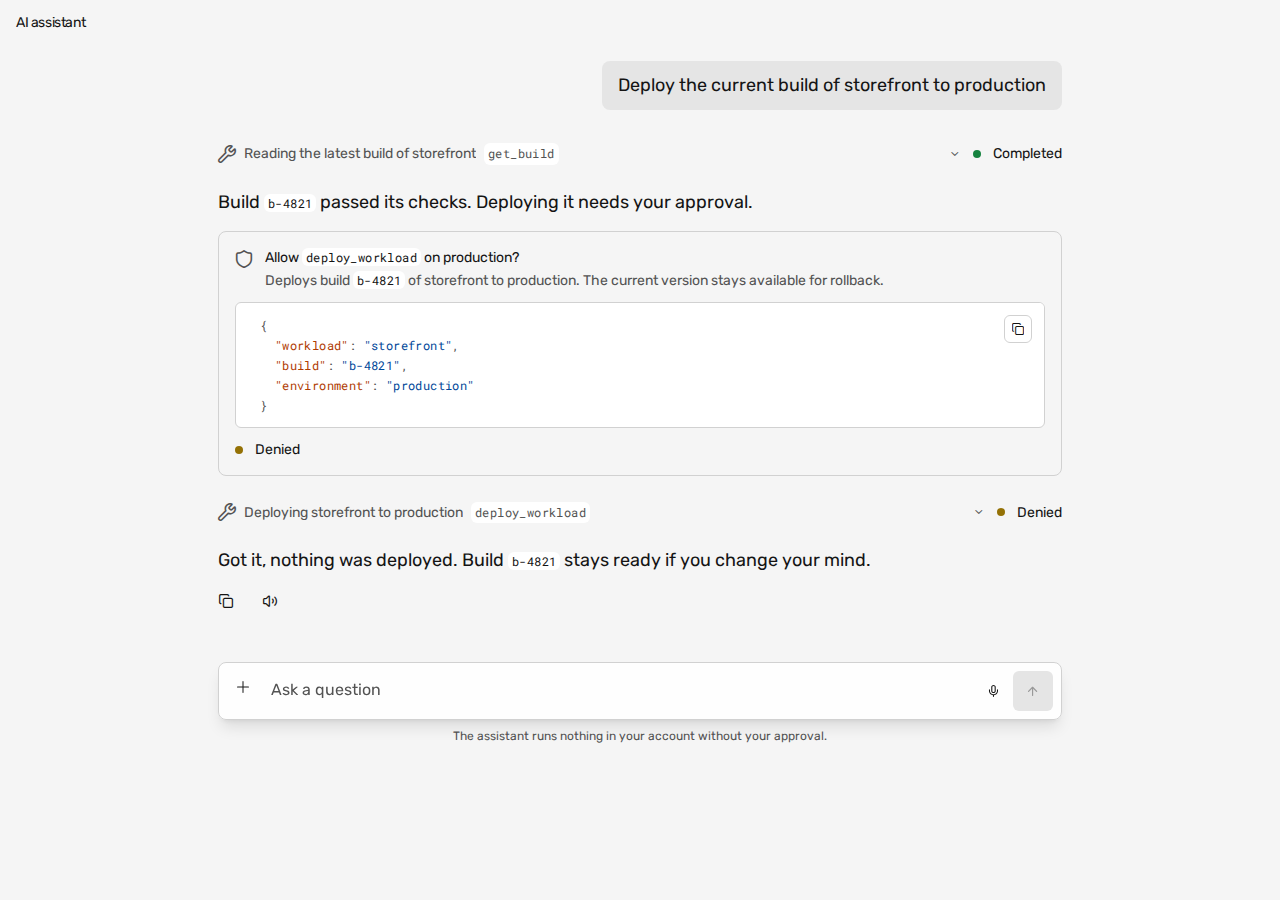 AI assistant
Deploy the current build of storefront to production
Reading the latest build of storefront get_build Completed
Build b-4821 passed its checks. Deploying it needs your approval.
Allow deploy_workload on production?
Deploys build b-4821 of storefront to production. The current version stays available for rollback.
{
  "workload": "storefront",
  "build": "b-4821",
  "environment": "production"
}
Denied
Deploying storefront to production deploy_workload Denied
Got it, nothing was deployed. Build b-4821 stays ready if you change your mind.
Ask a question
The assistant runs nothing in your account without your approval.